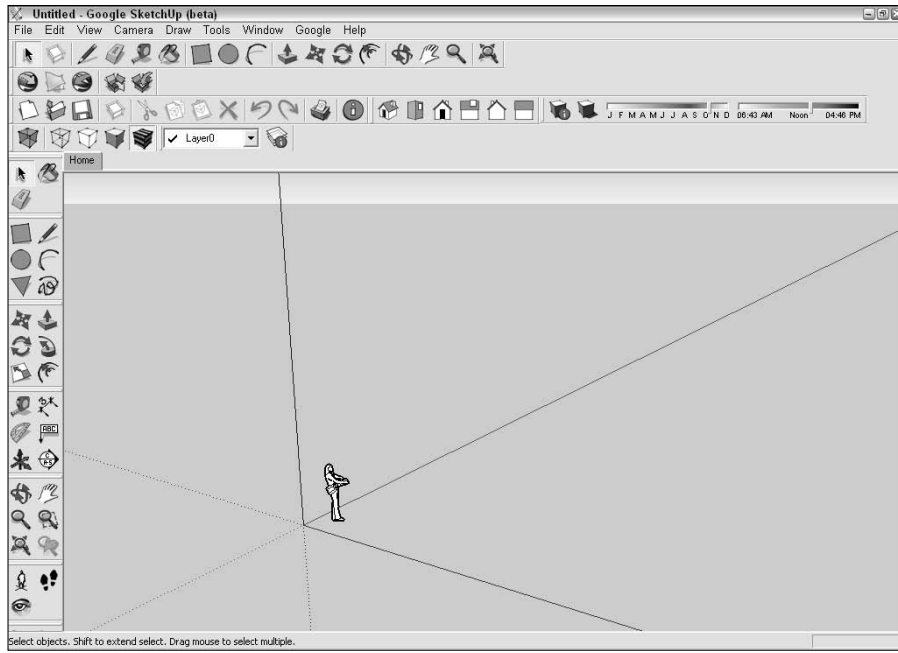 Untitled - Google SketchUp (beta)
File Edit View Camera Draw Tools Window Google Help
J F M A M J J A S O N D 06:43 AM Noon 04:46 PM
Layer0
Home
ABC
Select objects. Shift to extend select. Drag mouse to select multiple.